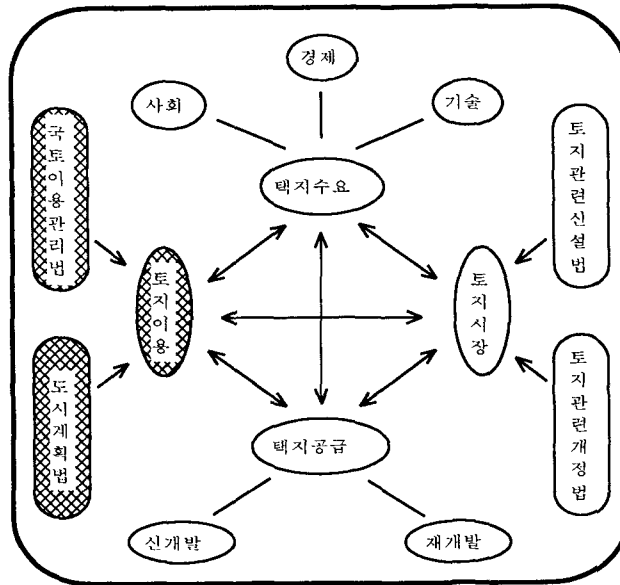 경제
사회
기술
국토이용관리법
택지수요
토지관련신설법
토지이용
토지시장
도시계획법
택지공급
토지관련개정법
신개발
재개발